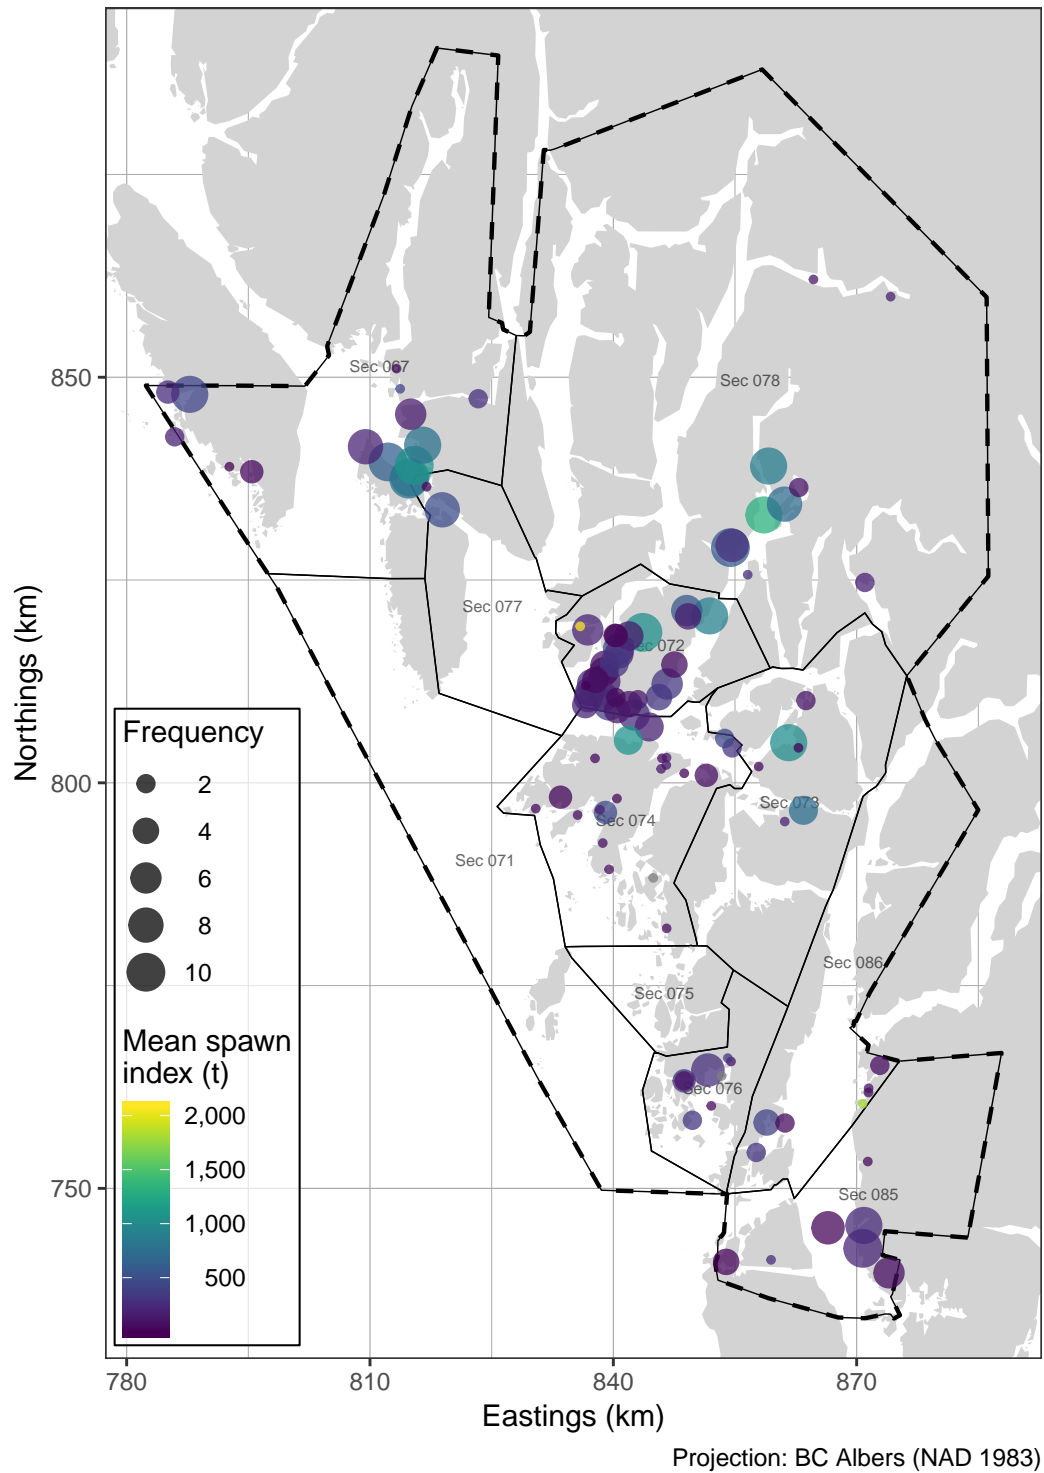 Sec 067
Sec 078
850
Sec 077
Sec 072
Northings (km)
Frequency
2
4
6
8
10
800
Sec 073
Sec 074
Sec 071
Sec 086
Sec 075
Mean spawn
index (t)
2,000
1,500
1,000
500
Sec 076
750
Sec 085
780
810
840
870
Eastings (km)
Projection: BC Albers (NAD 1983)